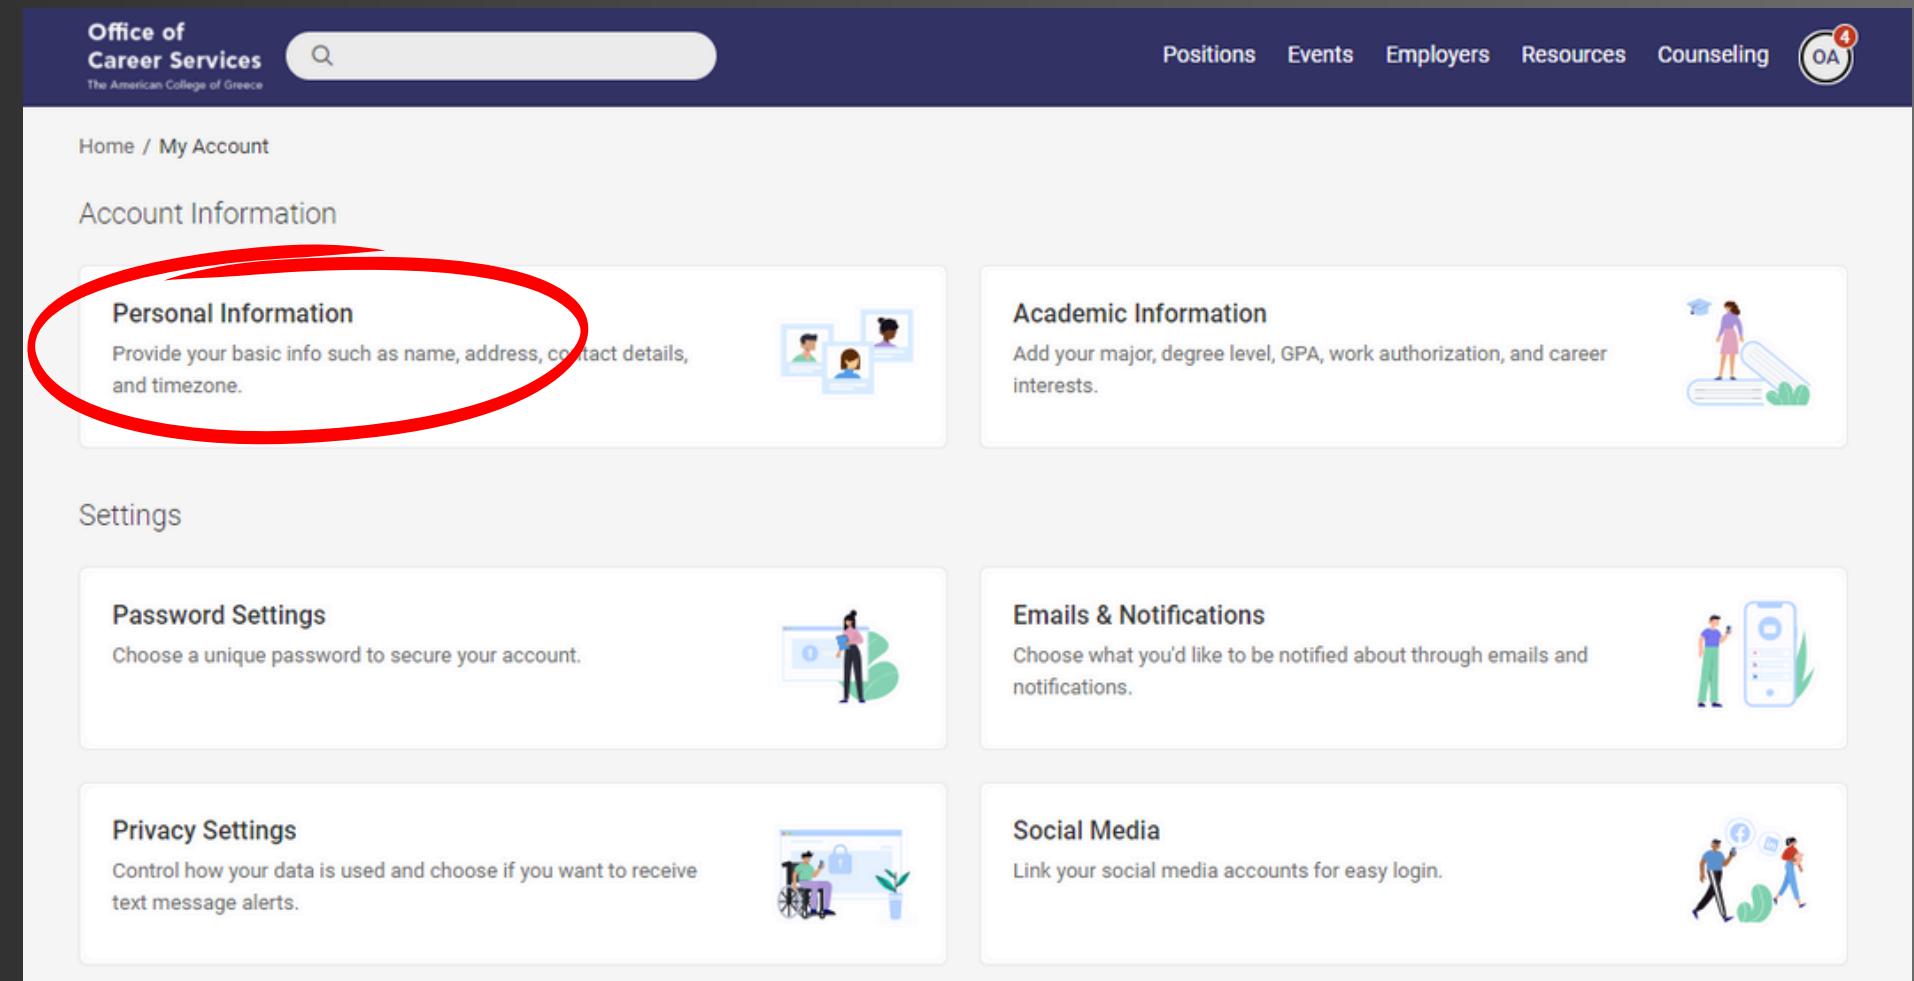 Office of
Career Services
The American College of Greece
Positions Events Employers Resources Counseling OA 4
Home / My Account
Account Information
Personal Information
Provide your basic info such as name, address, contact details,
and timezone.
Academic Information
Add your major, degree level, GPA, work authorization, and career
interests.
Settings
Password Settings
Choose a unique password to secure your account.
Emails & Notifications
Choose what you'd like to be notified about through emails and
notifications.
Privacy Settings
Control how your data is used and choose if you want to receive
text message alerts.
Social Media
Link your social media accounts for easy login.